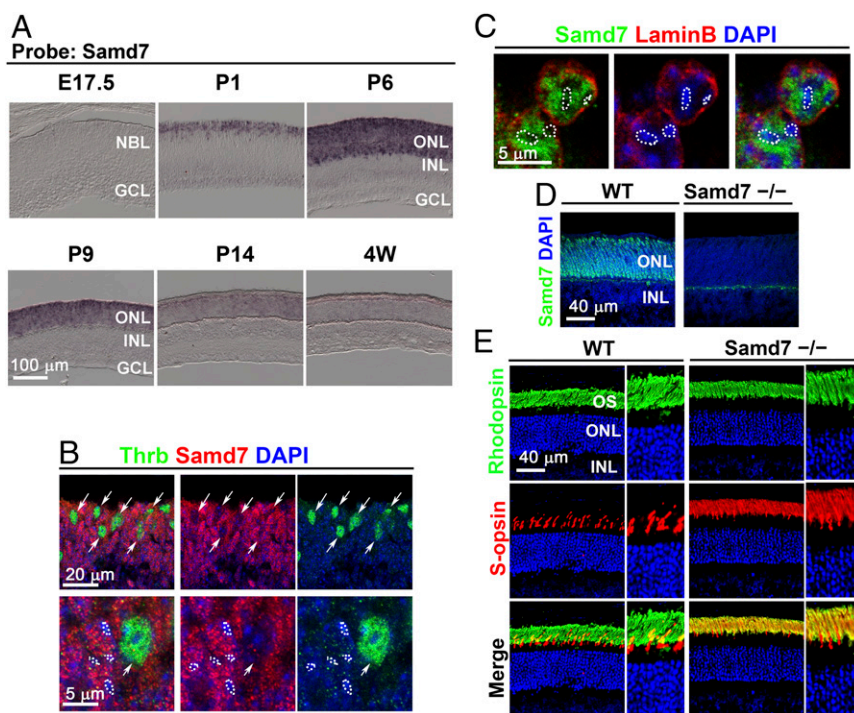 A
Probe: Samd7
E17.5 P1 P6
NBL
GCL
ONL
INL
GCL
P9 P14 4W
ONL
INL
GCL
100 µm
B
Thrb Samd7 DAPI
20 µm
5 µm
C
Samd7 LaminB DAPI
5 µm
D
WT Samd7 −/−
Samd7 DAPI
ONL
INL
40 µm
E
WT Samd7 −/−
Rhodopsin
OS
ONL
INL
40 µm
S-opsin
Merge